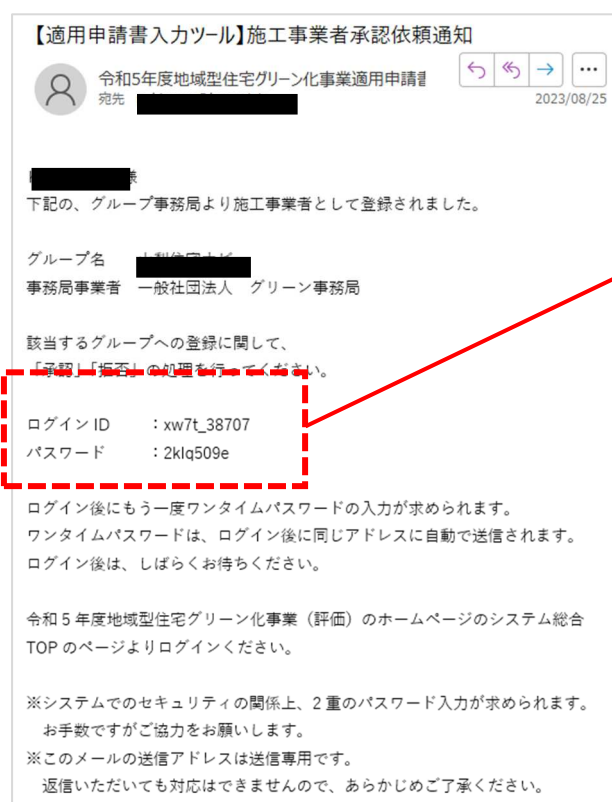 【適用申請書入力ツール】施工事業者承認依頼通知
令和5年度地域型住宅グリーン化事業適用申請書
宛先
2023/08/25
様
下記の、グループ事務局より施工事業者として登録されました。
グループ名
事務局事業者 一般社団法人 グリーン事務局
該当するグループへの登録に関して、
「承認」「拒否」の処理を行ってください。
ログイン ID ：xw7t_38707
パスワード ：2klq509e
ログイン後にもう一度ワンタイムパスワードの入力が求められます。
ワンタイムパスワードは、ログイン後に同じアドレスに自動で送信されます。
ログイン後は、しばらくお待ちください。
令和 5 年度地域型住宅グリーン化事業（評価）のホームページのシステム総合
TOP のページよりログインください。
※システムでのセキュリティの関係上、2 重のパスワード入力が求められます。
お手数ですがご協力をお願いします。
※このメールの送信アドレスは送信専用です。
返信いただいても対応はできませんので、あらかじめご了承ください。